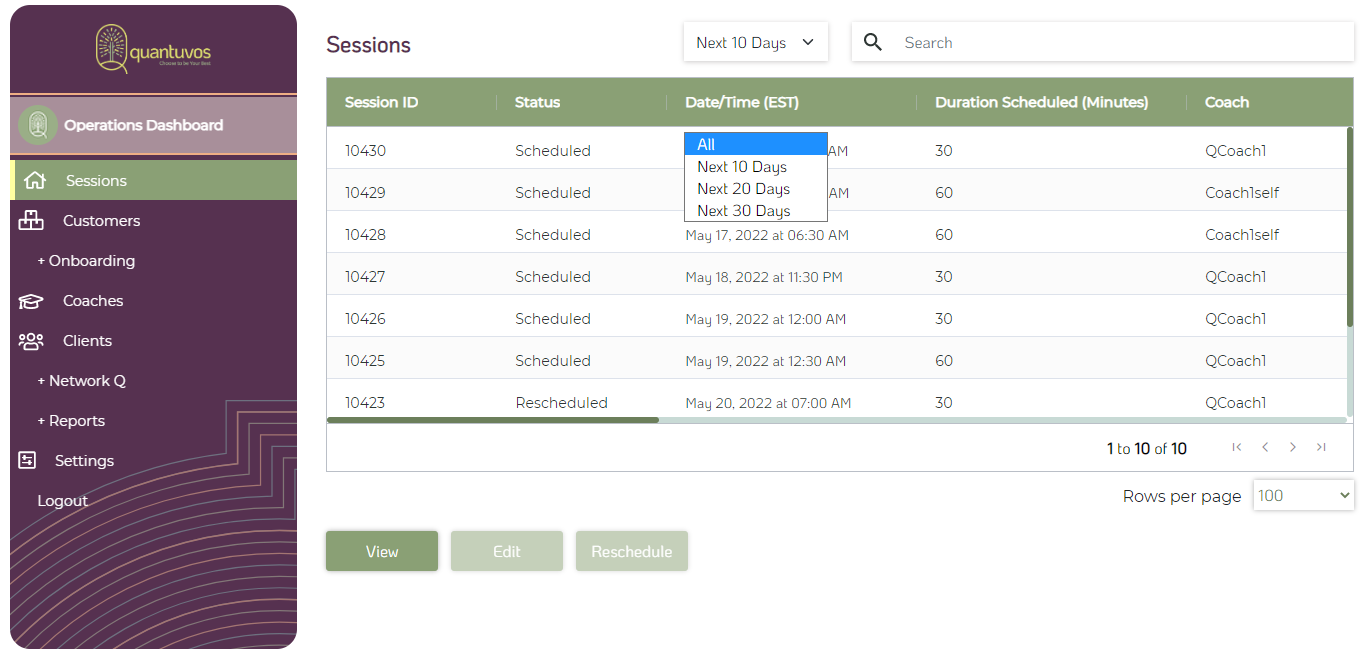 quantuvos
Choose to be Your Best
Operations Dashboard
Sessions
Customers
+ Onboarding
Coaches
Clients
+ Network Q
+ Reports
Settings
Logout
Sessions
Next 10 Days
Search
Session ID Status Date/Time (EST) Duration Scheduled (Minutes) Coach
10430 Scheduled AM 30 QCoach1
10429 Scheduled AM 60 Coach1self
10428 Scheduled May 17, 2022 at 06:30 AM 60 Coach1self
10427 Scheduled May 18, 2022 at 11:30 PM 30 QCoach1
10426 Scheduled May 19, 2022 at 12:00 AM 30 QCoach1
10425 Scheduled May 19, 2022 at 12:30 AM 60 QCoach1
10423 Rescheduled May 20, 2022 at 07:00 AM 30 QCoach1
All
Next 10 Days
Next 20 Days
Next 30 Days
1 to 10 of 10
Rows per page 100
View Edit Reschedule